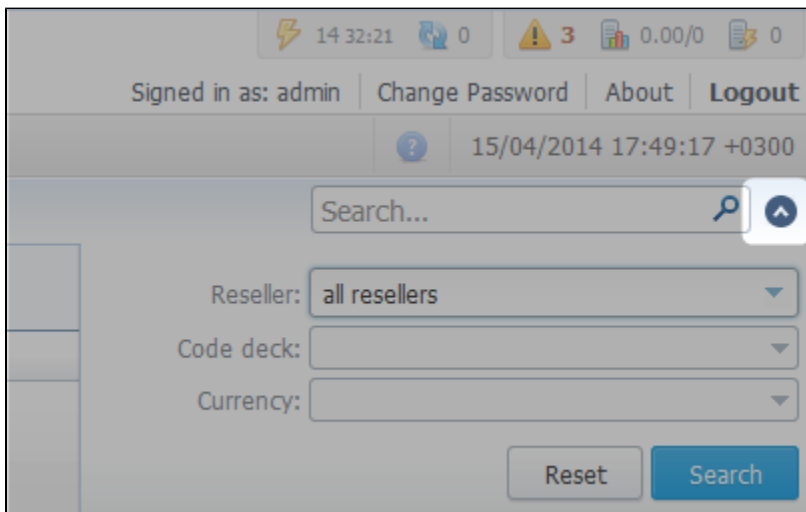 14 32:21 0 3 0.00/0 0
Signed in as: admin Change Password About Logout
? 15/04/2014 17:49:17 +0300
Search...
Reseller: all resellers
Code deck:
Currency:
Reset Search